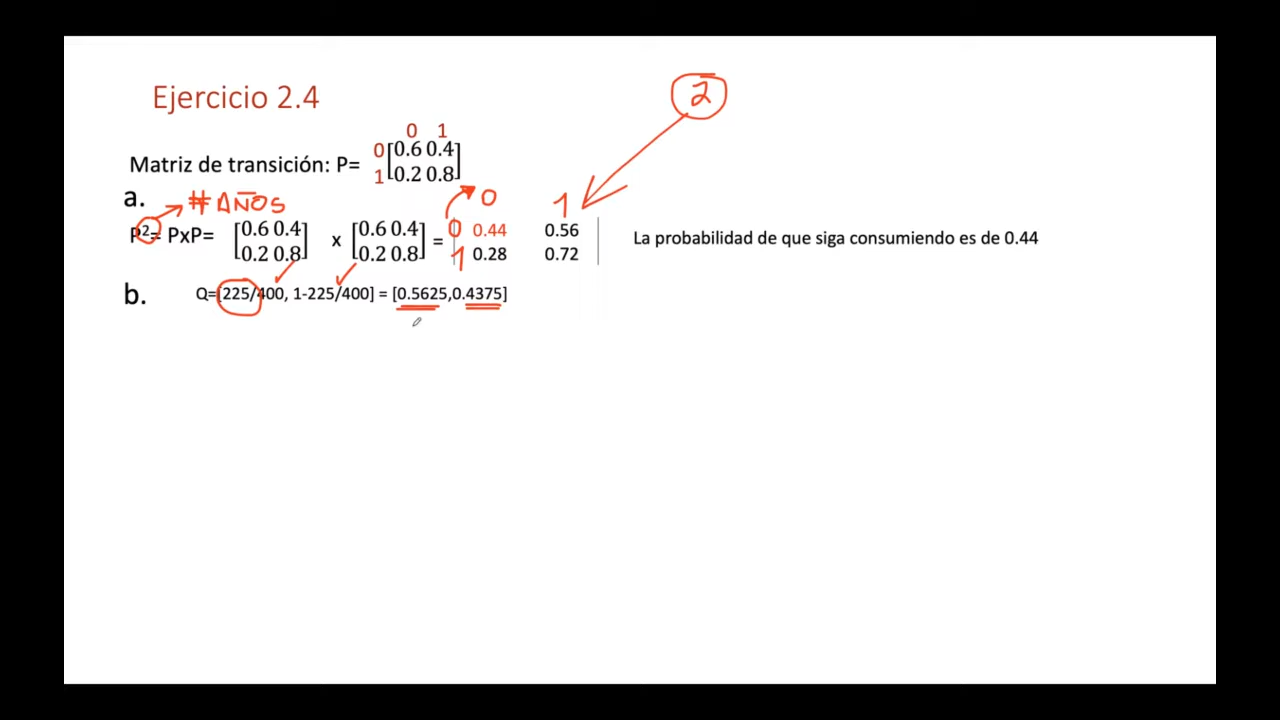 Ejercicio 2.4
2
0 1
Matriz de transición: P= 0 [0.6 0.4]
1 [0.2 0.8]
a. # AÑOS 0 1
P2= PxP= [0.6 0.4] x [0.6 0.4] = 0 0.44 0.56
[0.2 0.8] [0.2 0.8] 1 0.28 0.72
La probabilidad de que siga consumiendo es de 0.44
b. Q=[225/400, 1-225/400] = [0.5625,0.4375]